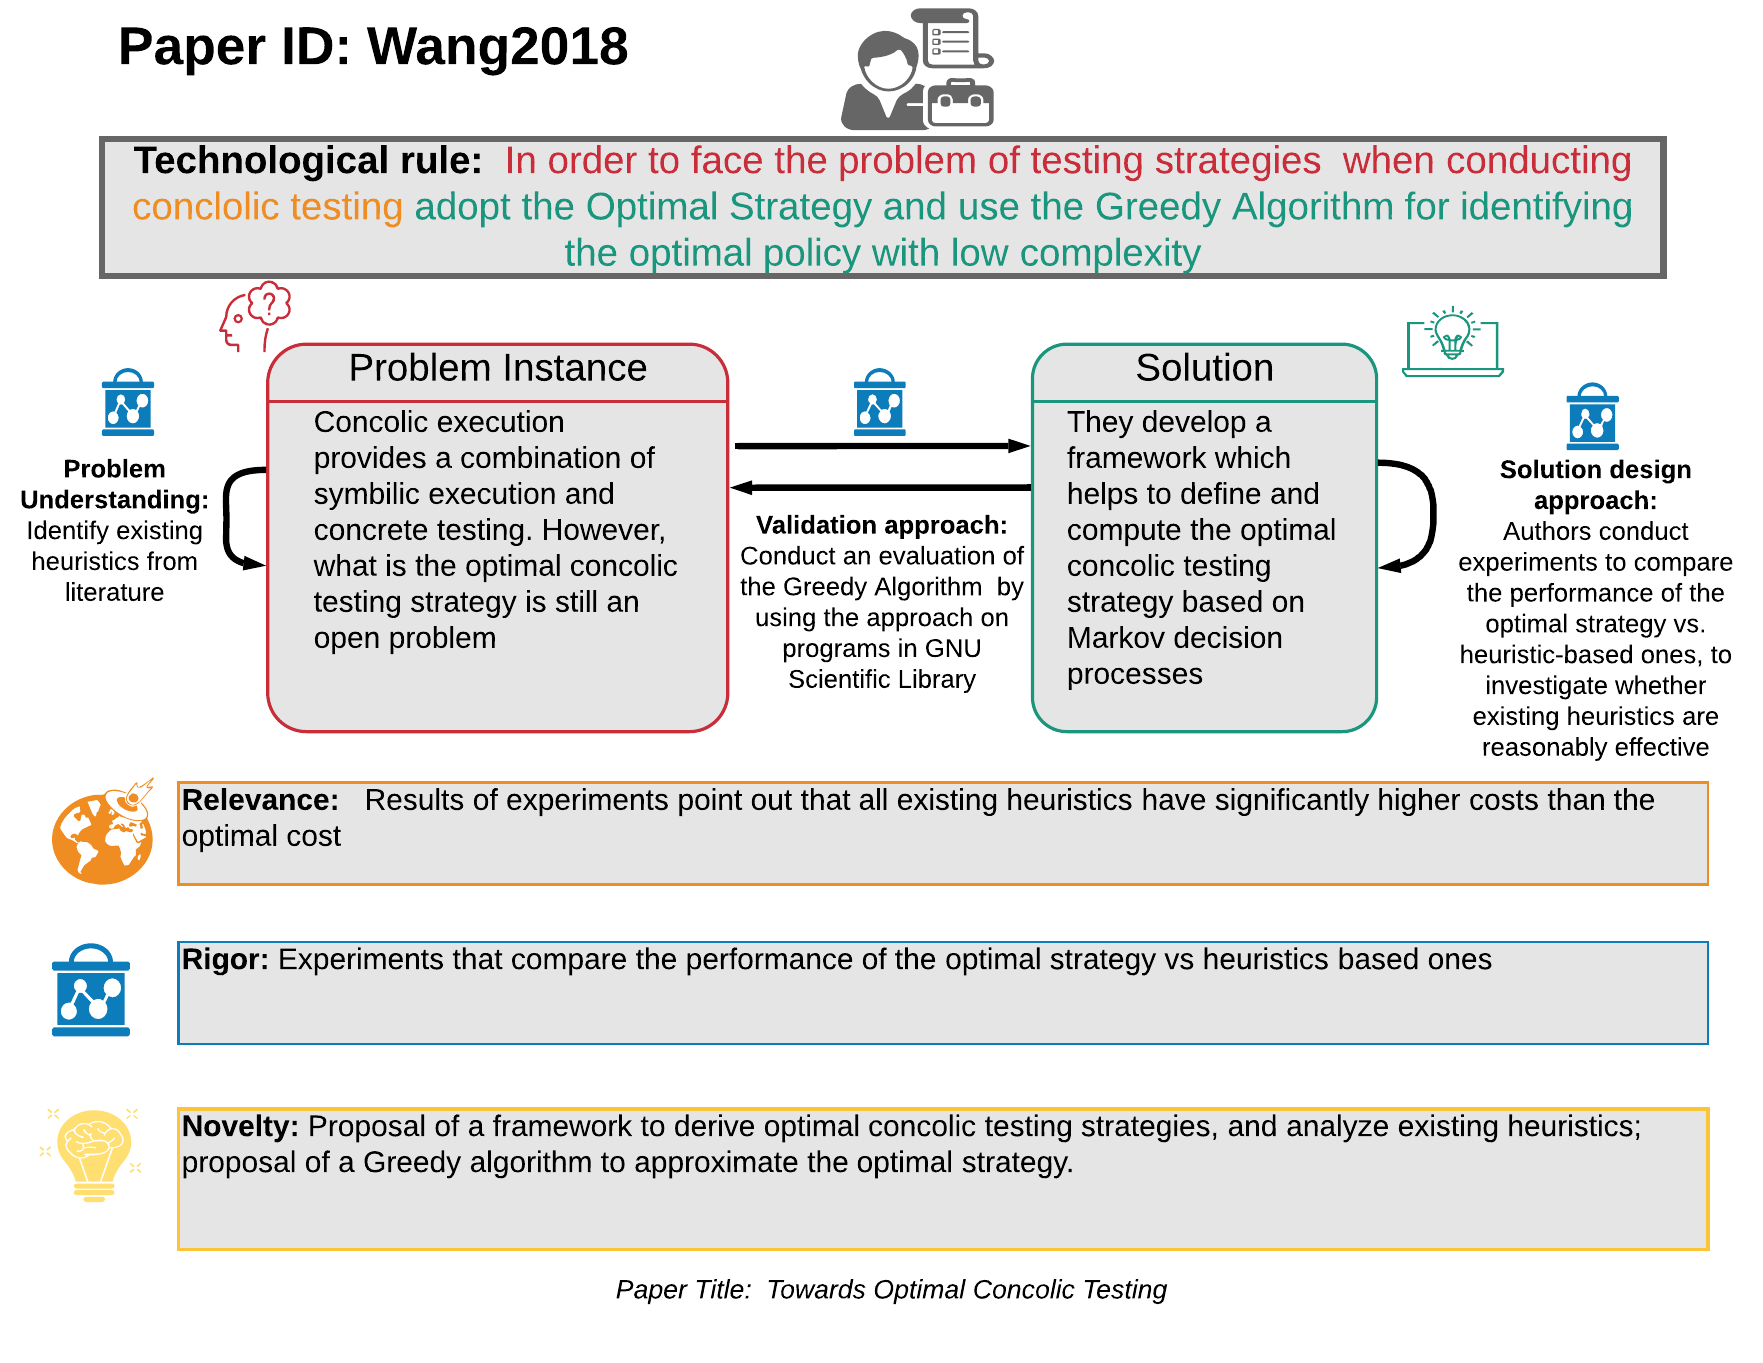 Paper ID: Wang2018
Technological rule: In order to face the problem of testing strategies when conducting
conclolic testing adopt the Optimal Strategy and use the Greedy Algorithm for identifying
the optimal policy with low complexity
?
Problem
Understanding:
Identify existing
heuristics from
literature
Problem Instance
Concolic execution
provides a combination of
symbilic execution and
concrete testing. However,
what is the optimal concolic
testing strategy is still an
open problem
Validation approach:
Conduct an evaluation of
the Greedy Algorithm by
using the approach on
programs in GNU
Scientific Library
Solution
They develop a
framework which
helps to define and
compute the optimal
concolic testing
strategy based on
Markov decision
processes
Solution design
approach:
Authors conduct
experiments to compare
the performance of the
optimal strategy vs.
heuristic-based ones, to
investigate whether
existing heuristics are
reasonably effective
Relevance: Results of experiments point out that all existing heuristics have significantly higher costs than the
optimal cost
Rigor: Experiments that compare the performance of the optimal strategy vs heuristics based ones
Novelty: Proposal of a framework to derive optimal concolic testing strategies, and analyze existing heuristics;
proposal of a Greedy algorithm to approximate the optimal strategy.
Paper Title: Towards Optimal Concolic Testing